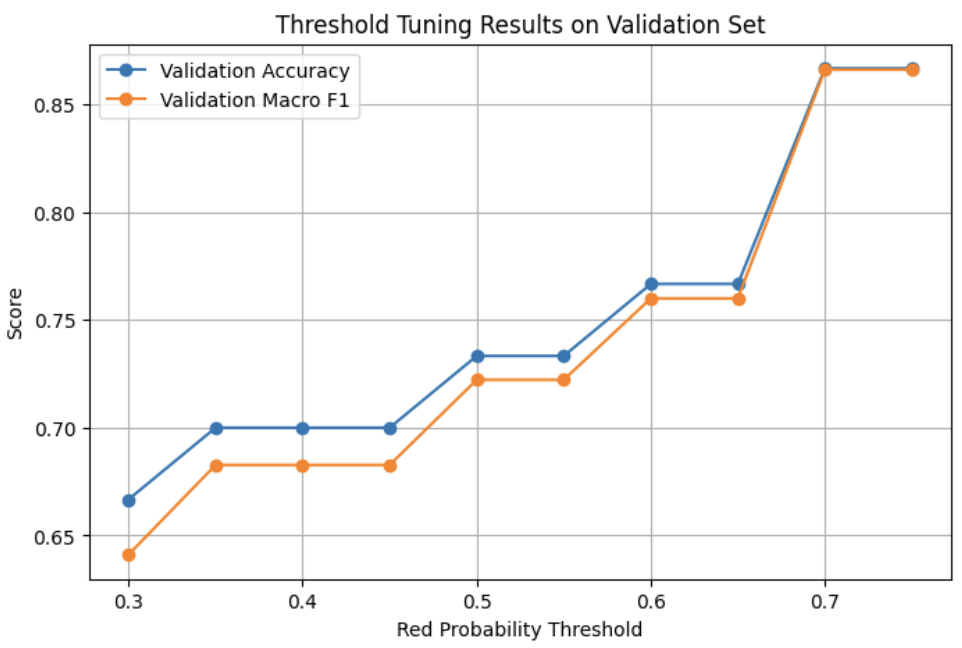 Threshold Tuning Results on Validation Set
Validation Accuracy
Validation Macro F1
0.85
0.80
0.75
0.70
0.65
Score
0.3 0.4 0.5 0.6 0.7
Red Probability Threshold